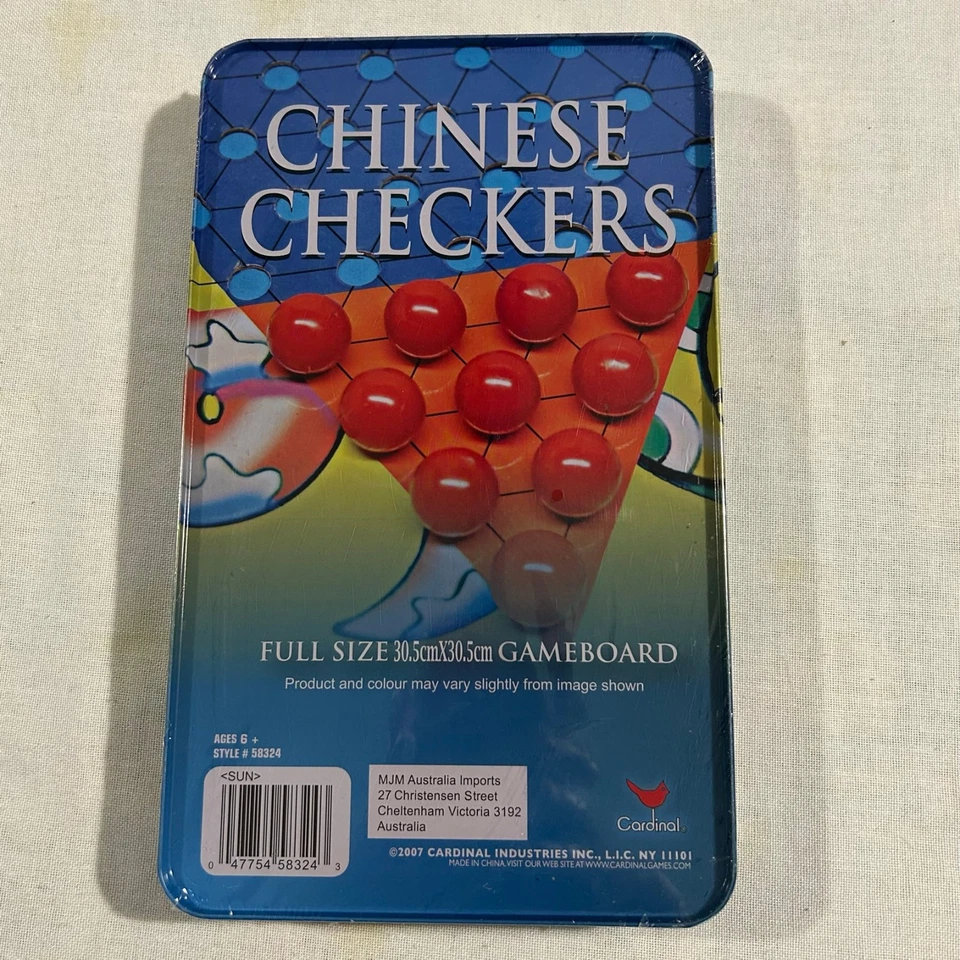 CHINESE
CHECKERS
FULL SIZE 30.5cmX30.5cm GAMEBOARD
Product and colour may vary slightly from image shown
AGES 6 +
STYLE # 58324
<SUN>
0 47754 58324 3
MJM Australia Imports
27 Christensen Street
Cheltenham Victoria 3192
Australia
Cardinal
©2007 CARDINAL INDUSTRIES INC., L.I.C. NY 11101
MADE IN CHINA. VISIT OUR WEB SITE AT WWW.CARDINALGAMES.COM